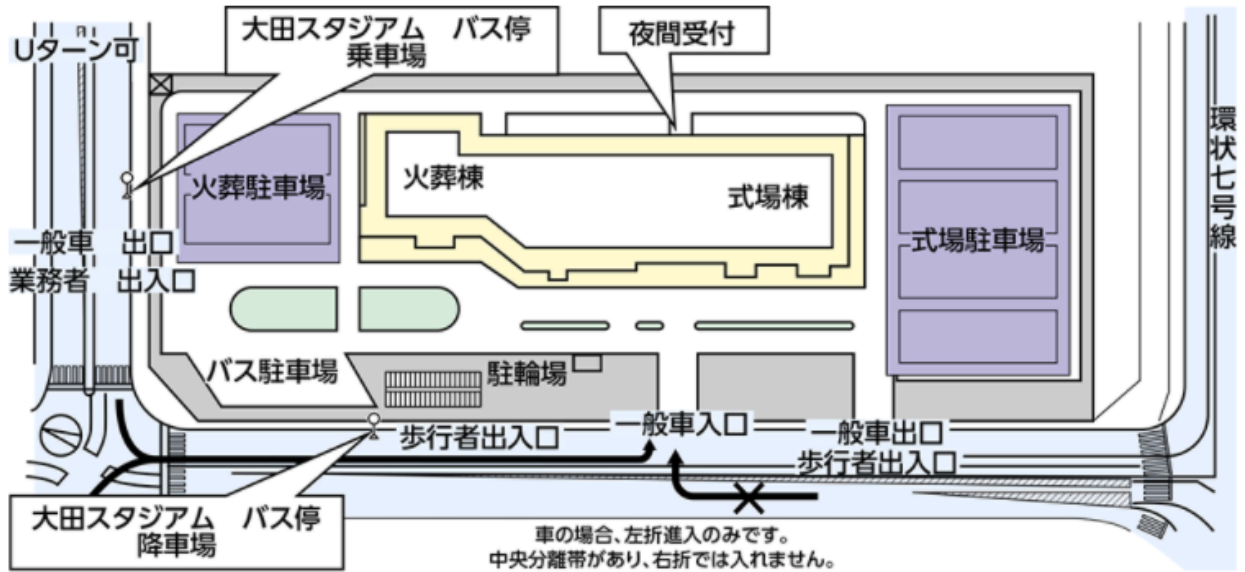 大田スタジアム　バス停
乗車場
夜間受付
Uターン可
環状七号線
火葬駐車場
火葬棟
式場棟
式場駐車場
一般車　出口
業務者　出入口
バス駐車場
駐輪場
歩行者出入口
一般車入口
一般車出口
歩行者出入口
大田スタジアム　バス停
降車場
車の場合、左折進入のみです。
中央分離帯があり、右折では入れません。